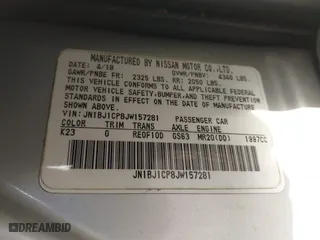 MANUFACTURED BY NISSAN MOTOR CO.,LTD.
DATE: 6/18 GVWR/PNBV: 4360 LBS.
GAWR/PNBE FR: 2325 LBS. RR: 2050 LBS.
THIS VEHICLE CONFORMS TO ALL APPLICABLE
FEDERAL MOTOR VEHICLE SAFETY,BUMPER,AND THEFT
PREVENTION STANDARDS IN EFFECT ON THE DATE
OF MANUFACTURE SHOWN ABOVE.
VIN: JN1BJ1CP8JW157281 PASSENGER CAR
COLOR TRIM TRANS AXLE ENGINE
K23 G RE0F10D GS63 MR20(DD) 1997CC
JN1BJ1CP8JW157281